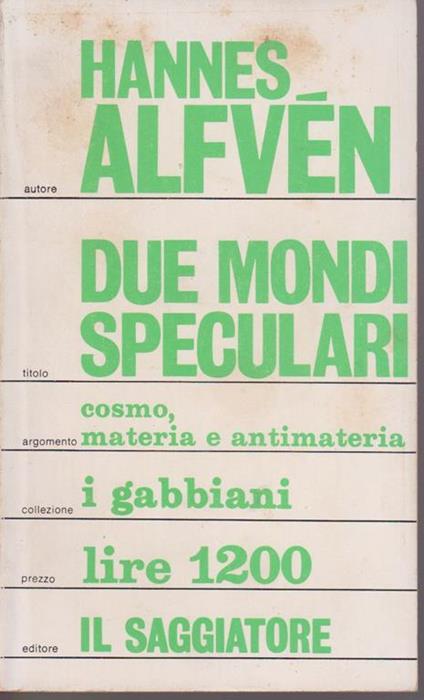 HANNES
autore ALFVÉN
DUE MONDI
titolo SPECULARI
cosmo,
argomento materia e antimateria
collezione i gabbiani
prezzo lire 1200
editore IL SAGGIATORE